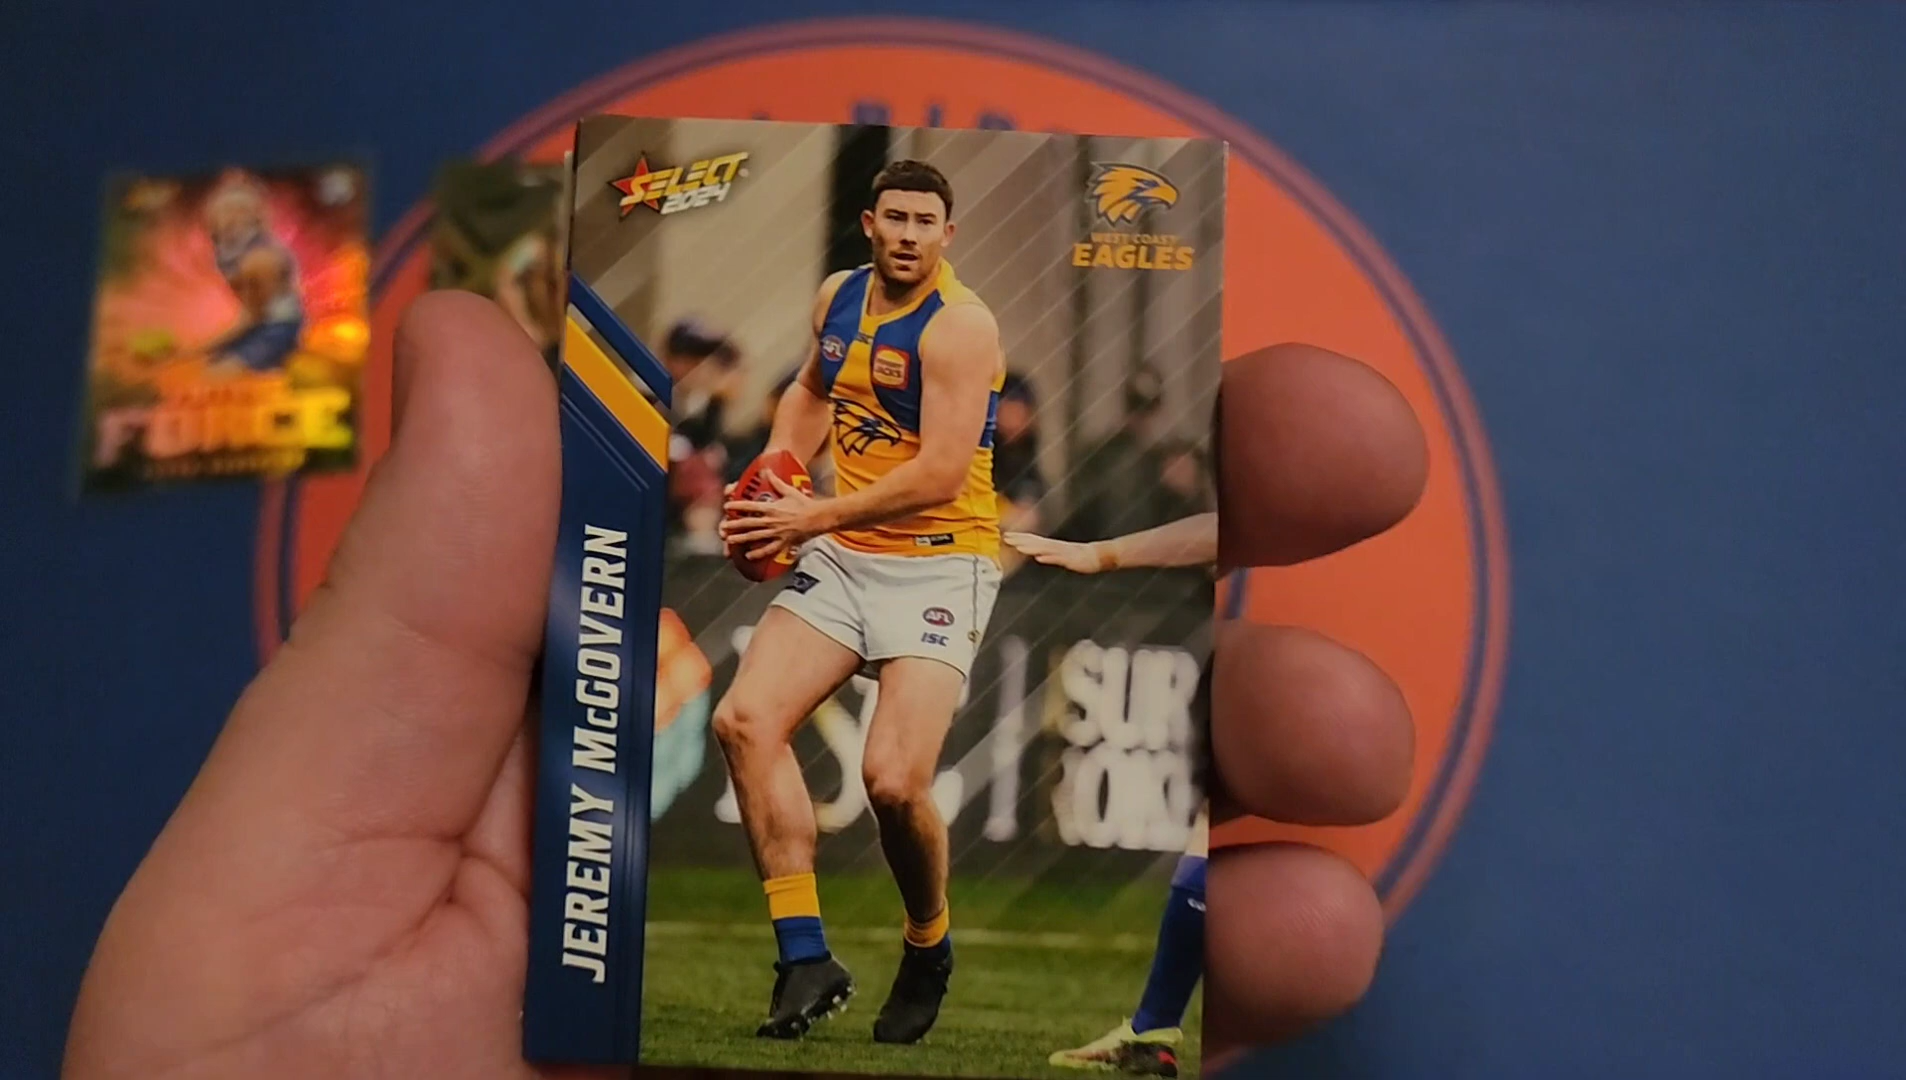 SELECT
2024
WEST COAST
EAGLES
AFL
AFL
ISC
SUR
JEREMY McGOVERN
FORCE